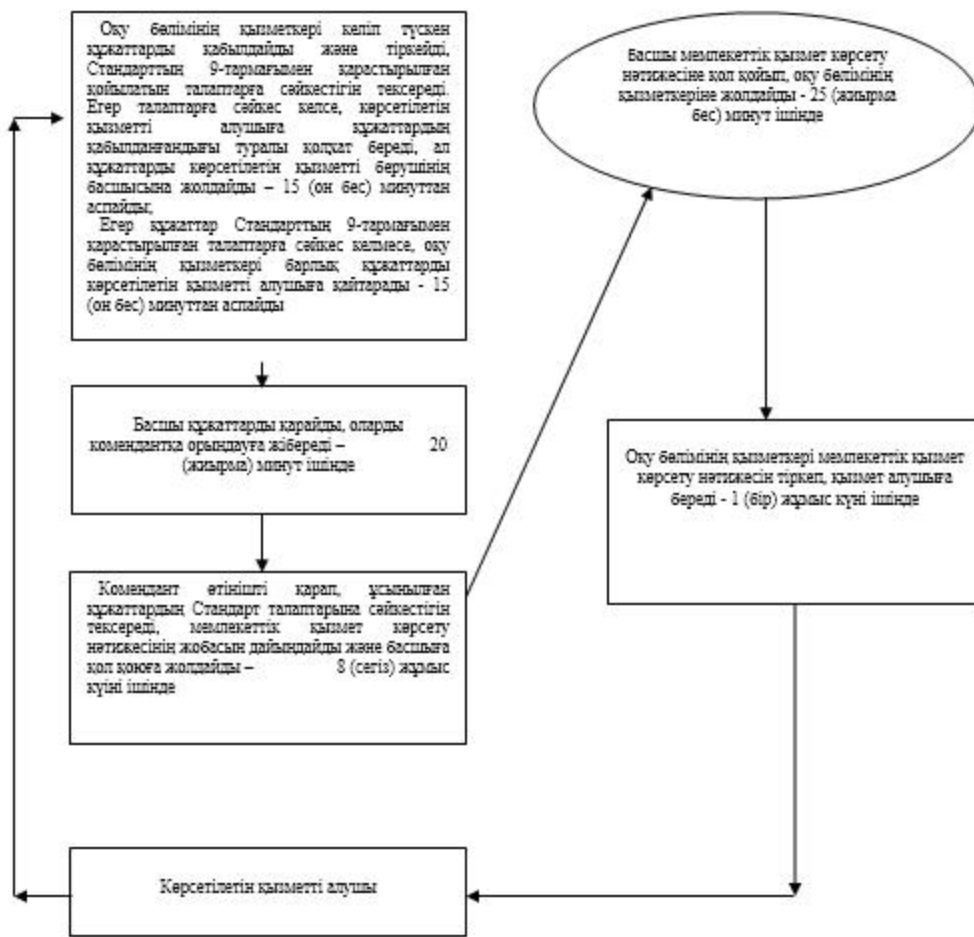 Оқу бөлімінің қызметкері келіп түскен
құжаттарды қабылдайды және тіркейді,
Стандарттың 9-тармағымен қарастырылған
қойылатын талаптарға сәйкестігін тексереді.
Егер талаптарға сәйкес келсе, көрсетілетін
қызметті алушыға құжаттардың
қабылданғандығы туралы қолхат береді, ал
құжаттарды көрсетілетін қызметті берушінің
басшысына жолдайды – 15 (он бес) минуттан
аспайды;
Егер құжаттар Стандарттың 9-тармағымен
қарастырылған талаптарға сәйкес келмесе, оқу
бөлімінің қызметкері барлық құжаттарды
көрсетілетін қызметті алушыға қайтарады - 15
(он бес) минуттан аспайды
Басшы құжаттарды қарайды, оларды
комендантқа орындауға жібереді – 20
(жиырма) минут ішінде
Комендант өтінішті қарап, ұсынылған
құжаттардың Стандарт талаптарына сәйкестігін
тексереді, мемлекеттік қызмет көрсету
нәтижесінің жобасын дайындайды және басшыға
қол қоюға жолдайды – 8 (сегіз) жұмыс
күіні ішінде
Басшы мемлекеттік қызмет көрсету
нәтижесіне қол қойып, оқу бөлімінің
қызметкеріне жолдайды - 25 (жиырма
бес) минут ішінде
Оқу бөлімінің қызметкері мемлекеттік қызмет
көрсету нәтижесін тіркеп, қызмет алушыға
береді - 1 (бір) жұмыс күні ішінде
Көрсетілетін қызметті алушы